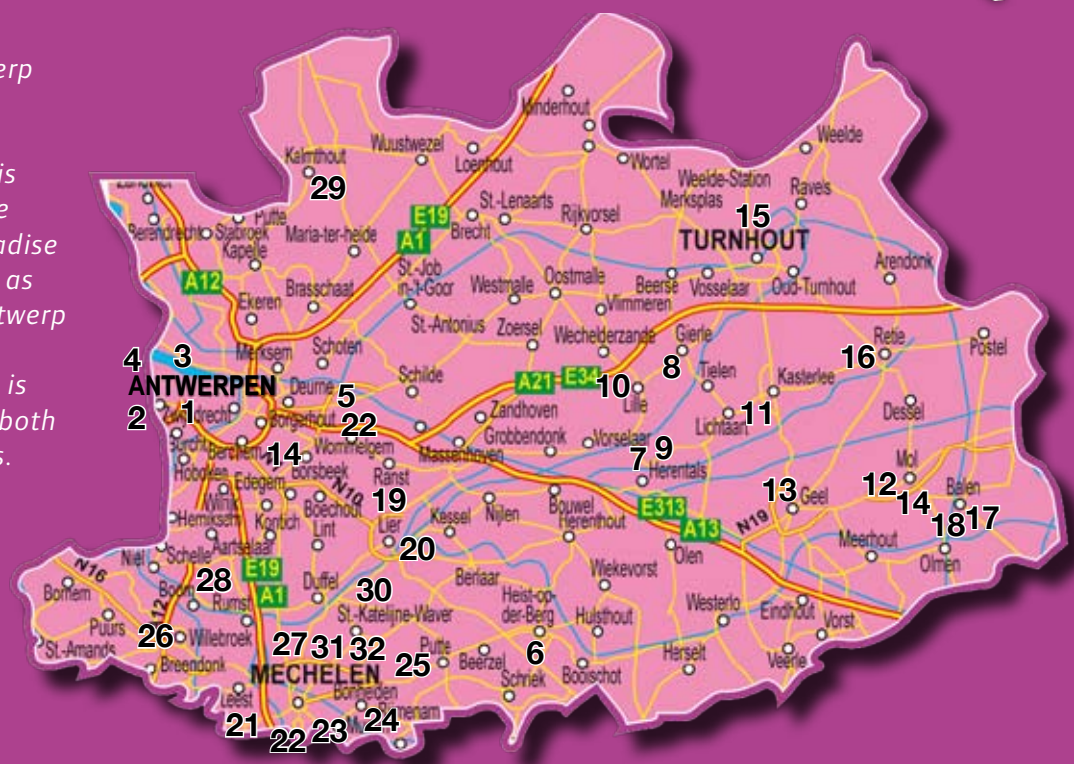 erp
is
e
adise
as
twerp
is
both
s.
Minderhout
Weelde
Wuustwezel
Kalmthout
Loenhout
Wortel
29
Weelde-Station
Ravels
Merksplas
St.-Lenaarts
Rijkvorsel
15
E19
Brecht
TURNHOUT
A1
Putte
Berendrecht
Stabroek
Maria-ter-heide
Kapelle
Arendonk
A12
St.-Job
in-'t-Goor
Westmalle
Oostmalle
Beerse
Vosselaar
Oud-Turnhout
Brasschaat
Ekeren
Vlimmeren
St.-Antonius
Zoersel
Wechelderzande
Gierle
Retie
Postel
Merksem
Schoten
4
3
8
16
ANTWERPEN
Deurne
5
Schilde
A21
E34
10
Tielen
Kasterlee
Lille
2
1
Zwijndrecht
Borgerhout
22
Zandhoven
Lichtaart
11
Dessel
Burcht
Berchem
14
Wommelgem
Massenhoven
Grobbendonk
Vorselaar
9
7
Herentals
Mol
Hoboken
Borsbeek
Ranst
12
14
Balen
Edegem
N10
19
13
Geel
Wilrijk
Boechout
Bouwel
E313
18
17
Hemiksem
Kontich
Lint
Lier
Kessel
Nijlen
Herenthout
A13
N19
20
Olen
Meerhout
Olmen
Niel
Schelle
Aartselaar
E19
N16
28
A1
Duffel
30
Berlaar
Wiekevorst
Bornem
Boom
Rumst
Heist-op-
der-Berg
Hulshout
Westerlo
Eindhout
Vorst
Puurs
12
St.-Katelijne-Waver
St.-Amands
26
Willebroek
27
31
32
Putte
25
Beerzel
6
Booischot
Harselt
Veerle
Breendonk
MECHELEN
Schriek
Leest
Bonheiden
21
22
23
24
Rijmenam